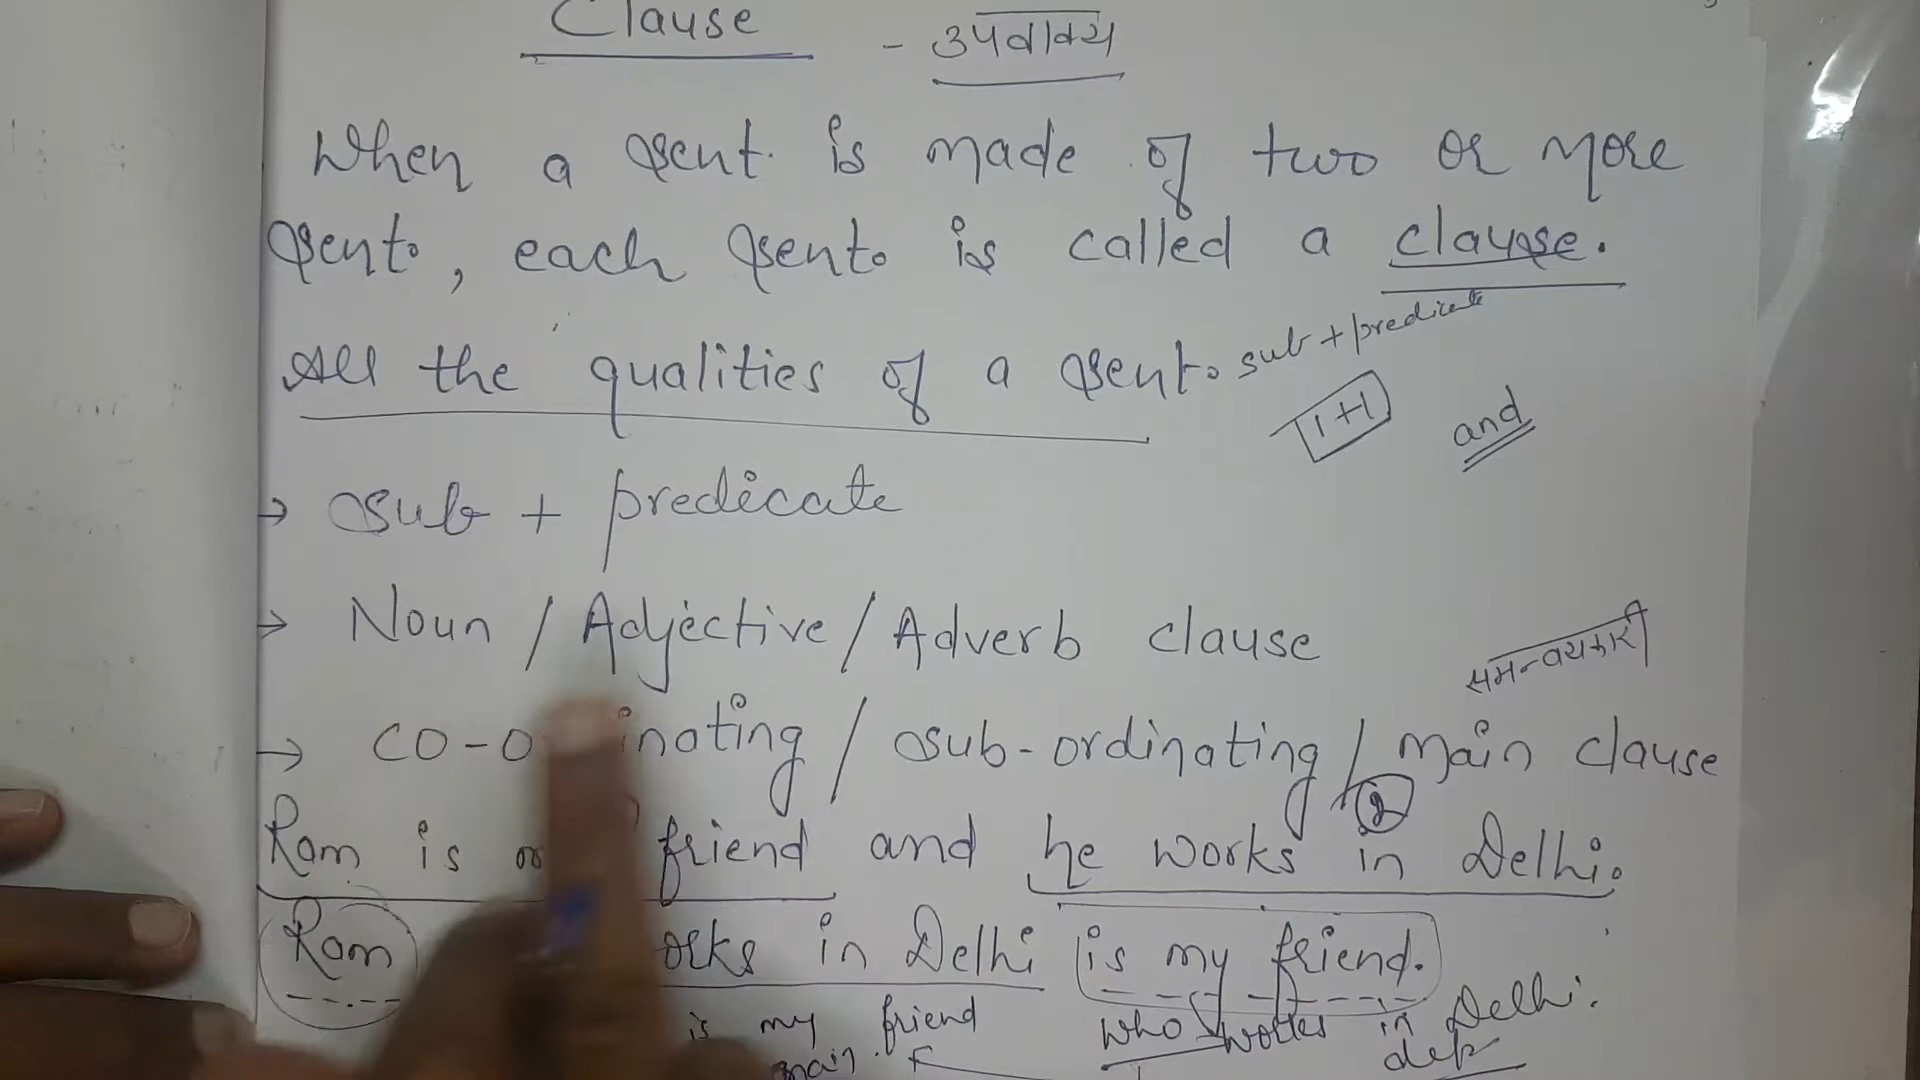 Clause - उपवाक्य
When a sent. is made of two or more
sent., each sent. is called a clause.
All the qualities of a sent. sub + predicate
1+1 and
→ sub + predicate
→ Noun / Adjective / Adverb clause
समन्वयकारी
→ co-o inating / sub-ordinating / main clause
2
Ram is friend and he works in Delhi.
Ram orks in Delhi is my friend.
is my friend who works in Delhi.
main dep